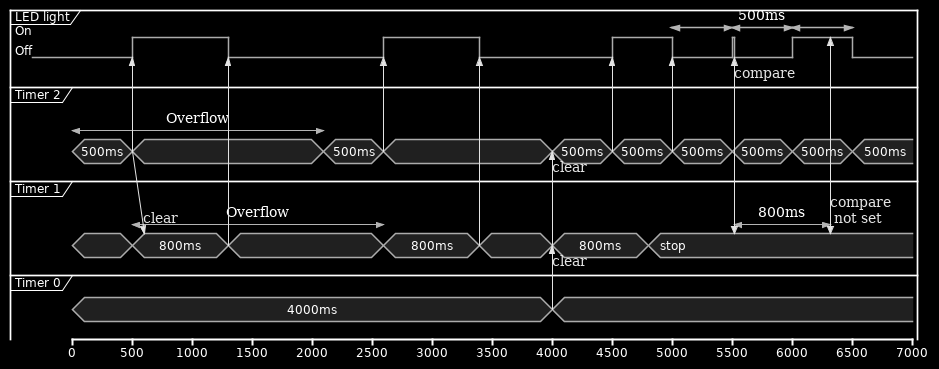 LED light
500ms
On
Off
compare
Timer 2
Overflow
500ms 500ms 500ms 500ms 500ms 500ms 500ms 500ms
clear
Timer 1
clear Overflow 800ms compare
not set
800ms 800ms 800ms stop
clear
Timer 0
4000ms
0 500 1000 1500 2000 2500 3000 3500 4000 4500 5000 5500 6000 6500 7000